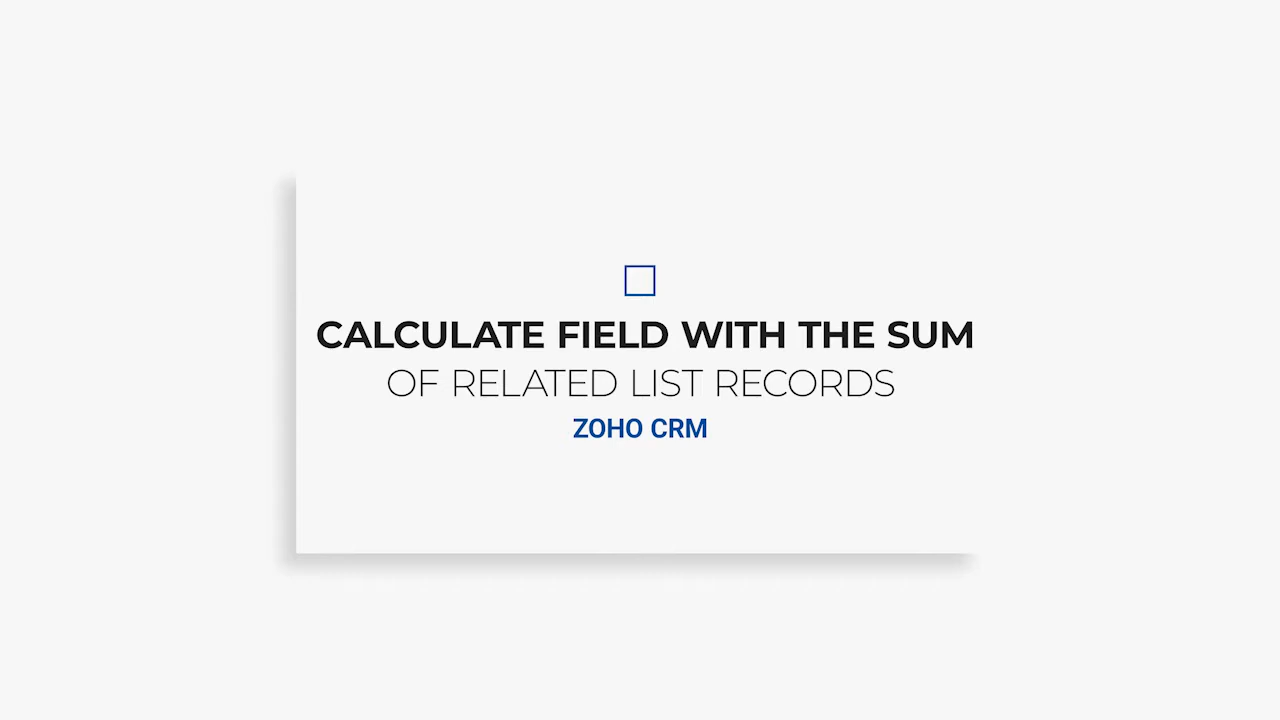 CALCULATE FIELD WITH THE SUM
OF RELATED LIST RECORDS
ZOHO CRM